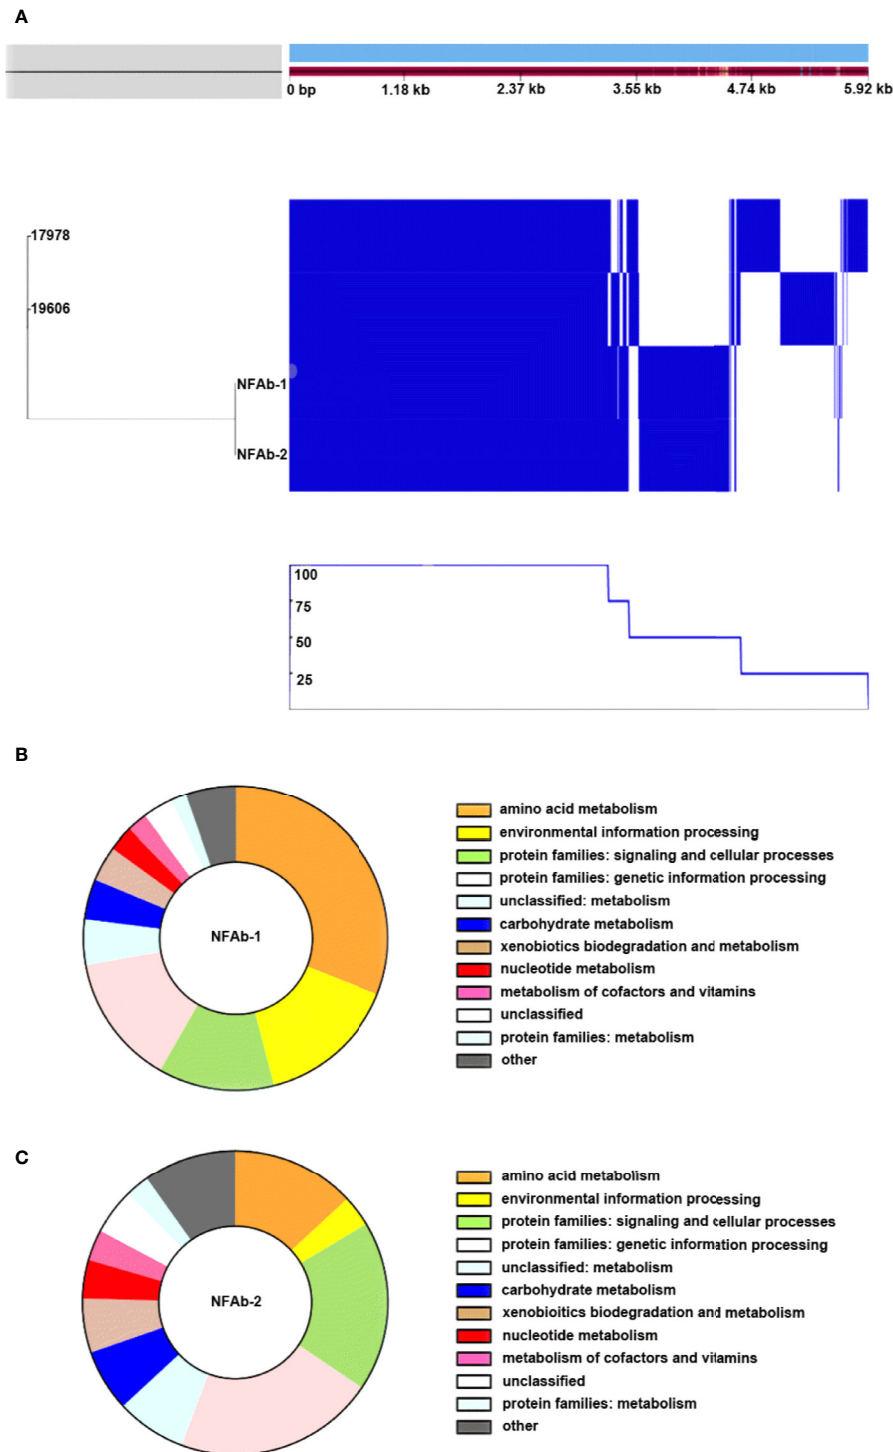 A
0 bp 1.18 kb 2.37 kb 3.55 kb 4.74 kb 5.92 kb
17978
19606
NFAb-1
NFAb-2
100
75
50
25
B
NFAb-1
amino acid metabolism
environmental information processing
protein families: signaling and cellular processes
protein families: genetic information processing
unclassified: metabolism
carbohydrate metabolism
xenobiotics biodegradation and metabolism
nucleotide metabolism
metabolism of cofactors and vitamins
unclassified
protein families: metabolism
other
C
NFAb-2
amino acid metabolism
environmental information processing
protein families: signaling and cellular processes
protein families: genetic information processing
unclassified: metabolism
carbohydrate metabolism
xenobioitics biodegradation and metabolism
nucleotide metabolism
metabolism of cofactors and vitamins
unclassified
protein families: metabolism
other